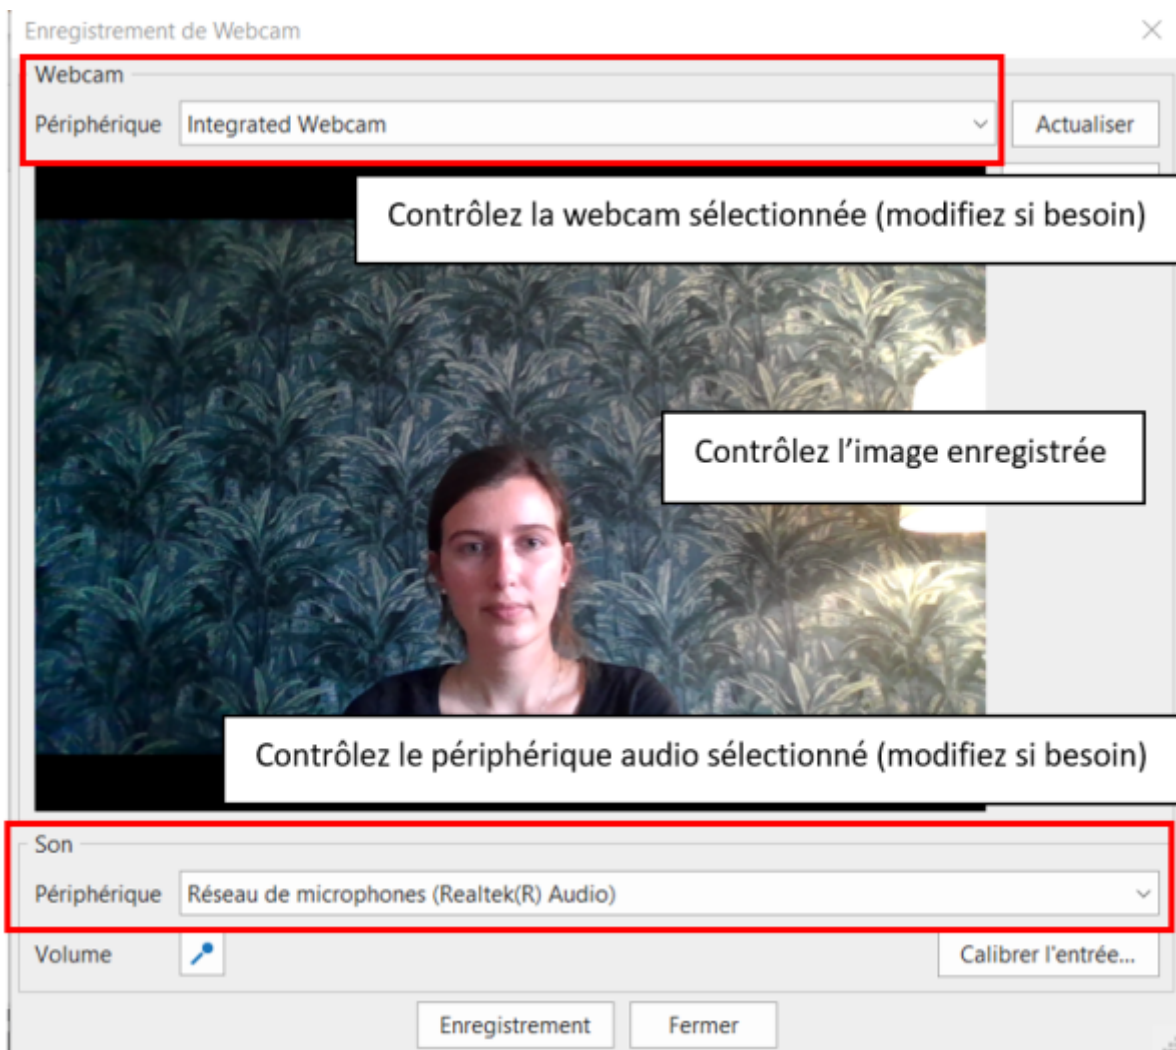 Enregistrement de Webcam
Webcam
Périphérique Integrated Webcam Actualiser
Contrôlez la webcam sélectionnée (modifiez si besoin)
Contrôlez l’image enregistrée
Contrôlez le périphérique audio sélectionné (modifiez si besoin)
Son
Périphérique Réseau de microphones (Realtek(R) Audio)
Volume Calibrer l'entrée...
Enregistrement Fermer